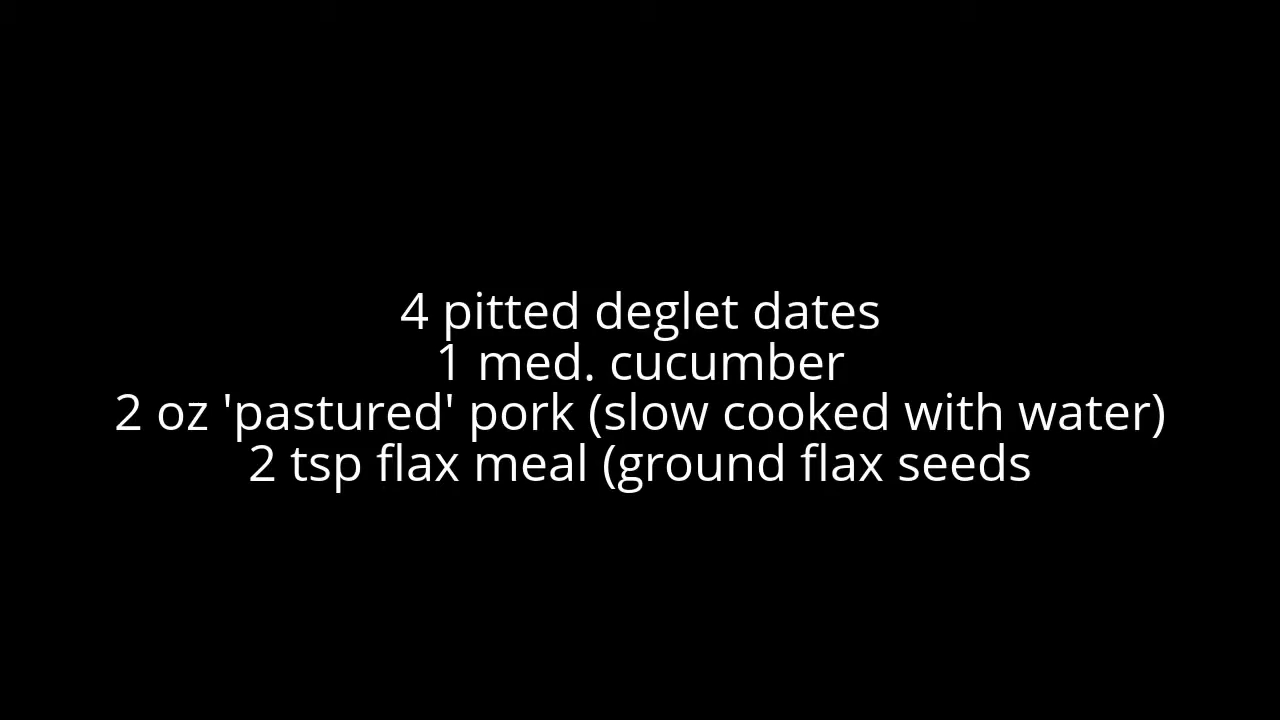 4 pitted deglet dates
1 med. cucumber
2 oz 'pastured' pork (slow cooked with water)
2 tsp flax meal (ground flax seeds